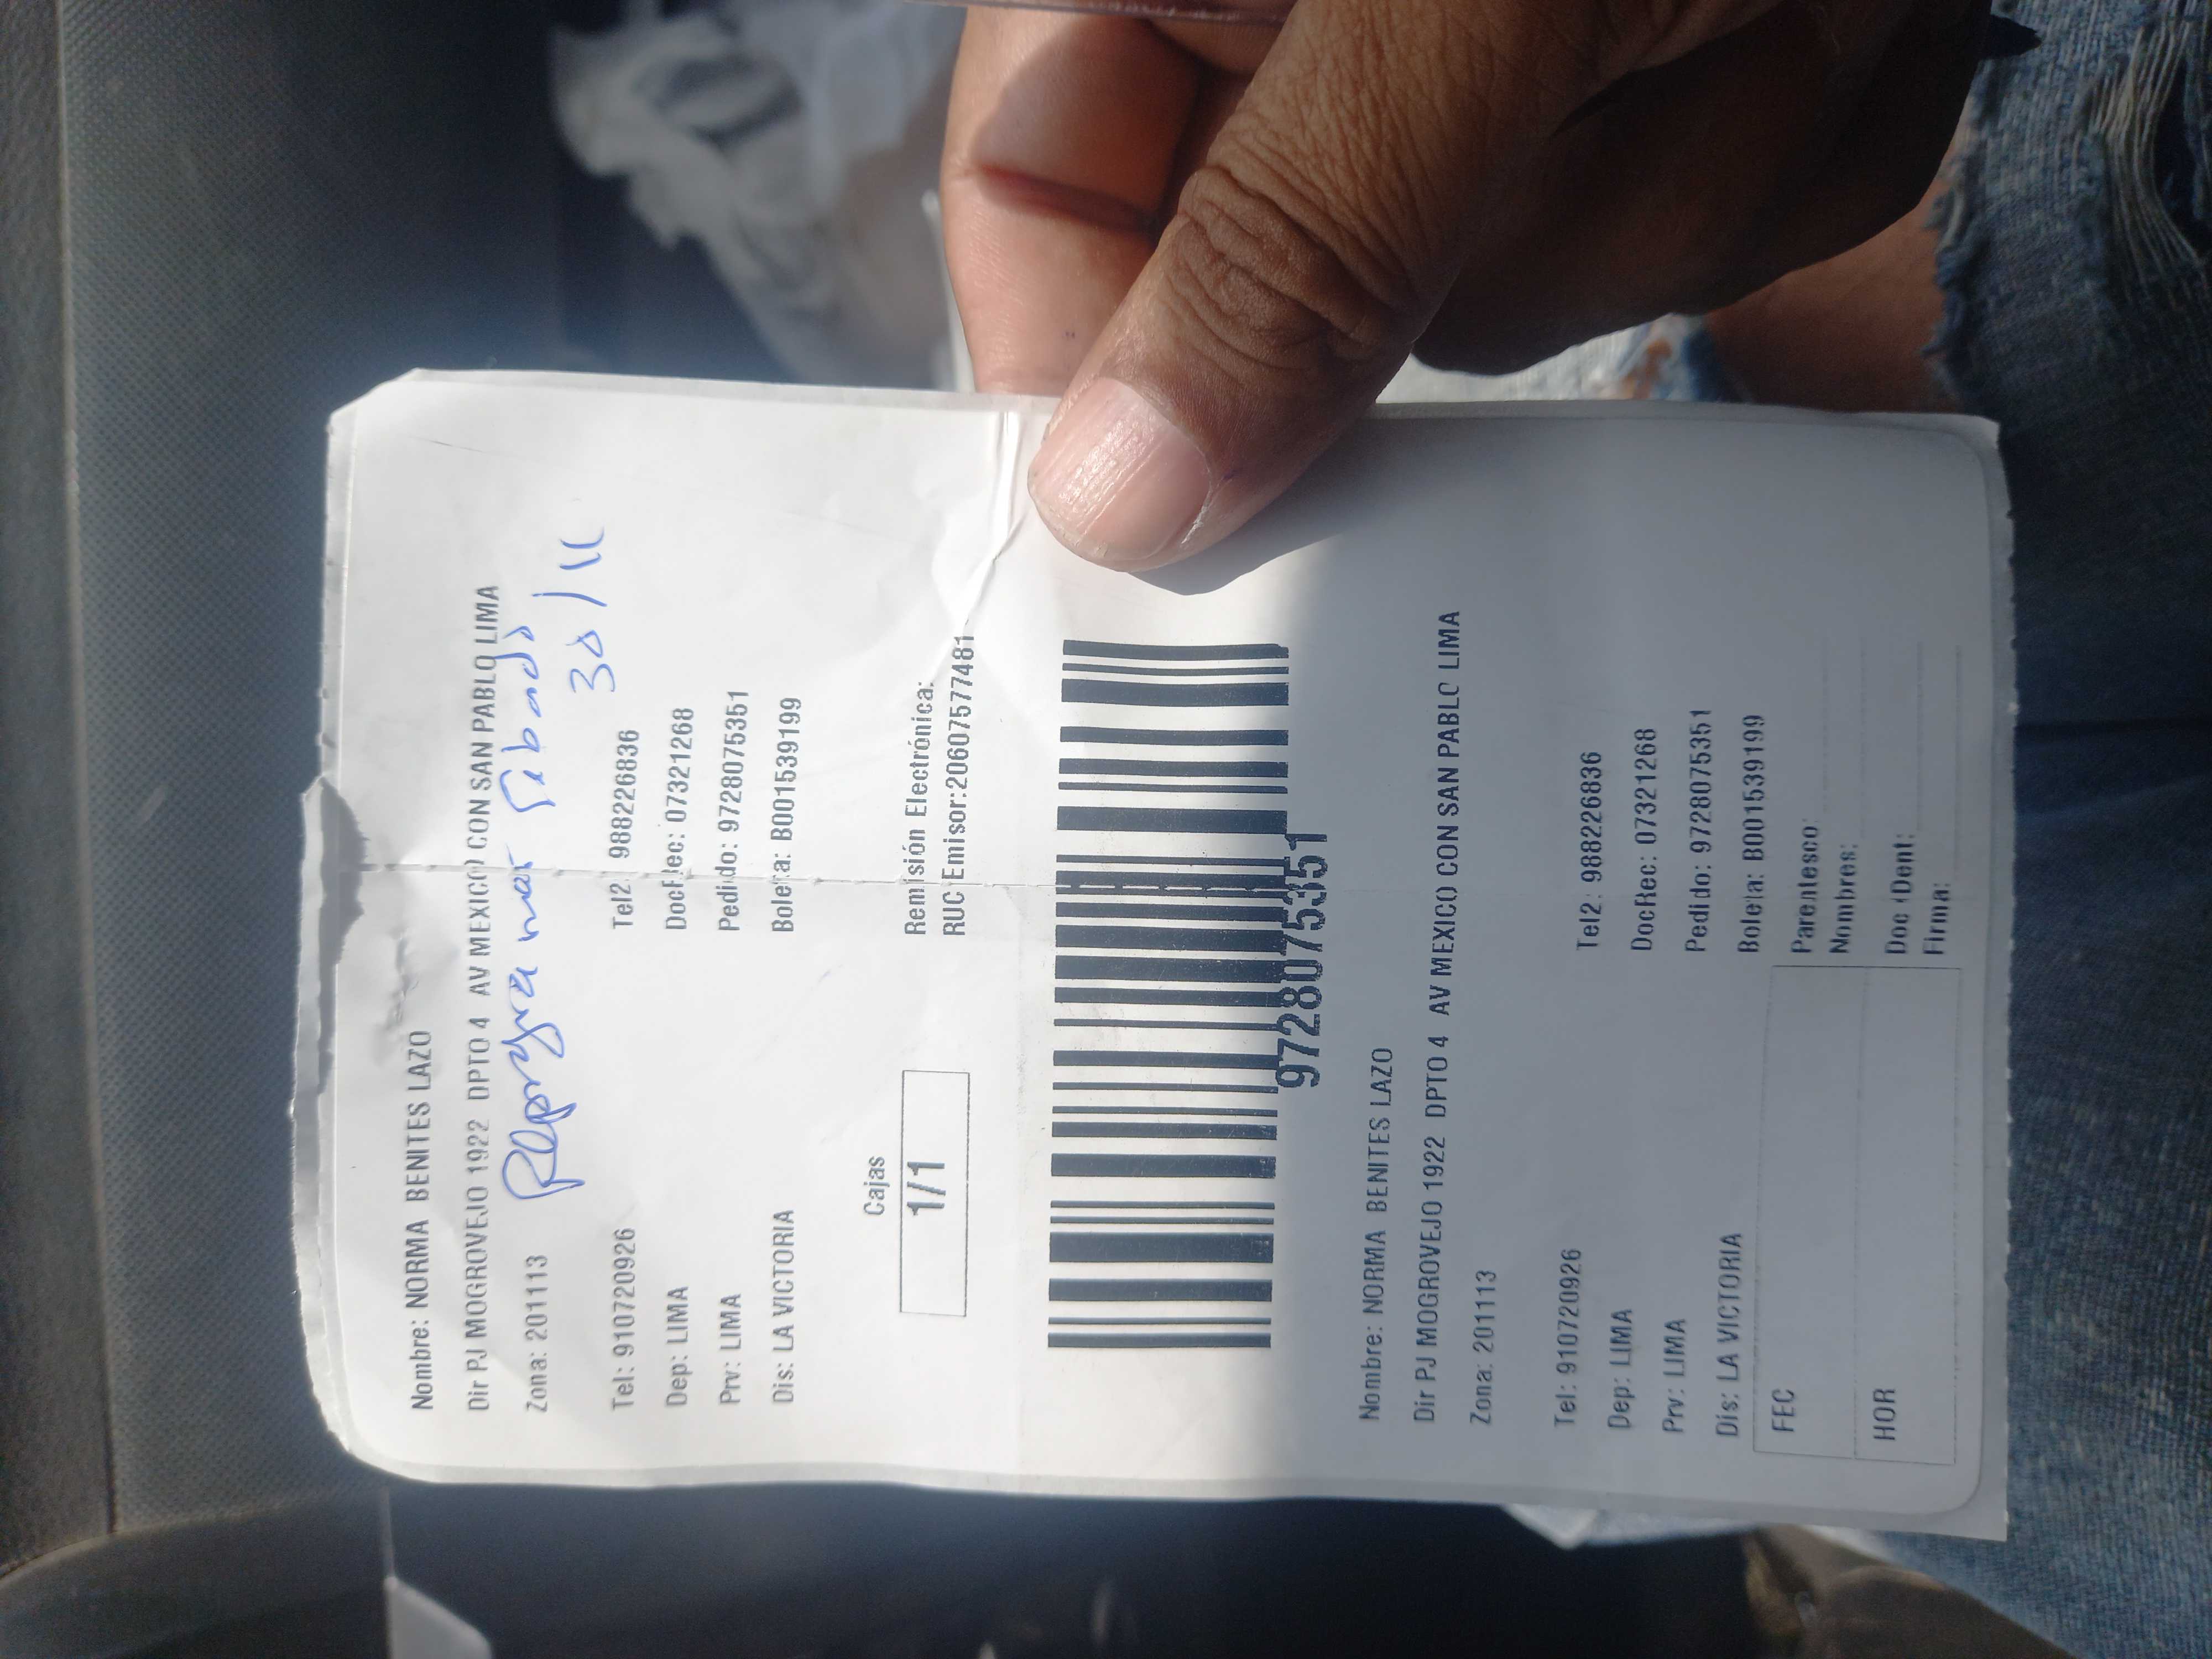 Nombre: NORMA BENITES LAZO
Dir PJ MOGROVEJO 1922 DPTO 4 AV MEXICO CON SAN PABLO LIMA
Zona: 201113
Reprogramar Sabado
30/11
Tel: 910720926 Tel2: 988226836
Dep: LIMA DocRec: 07321268
Prv: LIMA Pedido: 9728075351
Dis: LA VICTORIA Boleta: B001539199
Cajas
1/1
Remisión Electrónica:
RUC Emisor:20607577481
9728075351
Nombre: NORMA BENITES LAZO
Dir PJ MOGROVEJO 1922 DPTO 4 AV MEXICO CON SAN PABLO LIMA
Zona: 201113
Tel: 910720926 Tel2: 988226836
Dep: LIMA DocRec: 07321268
Prv: LIMA Pedido: 9728075351
Dis: LA VICTORIA Boleta: B001539199
FEC Parentesco:
Nombres:
HOR Doc iDent:
Firma: